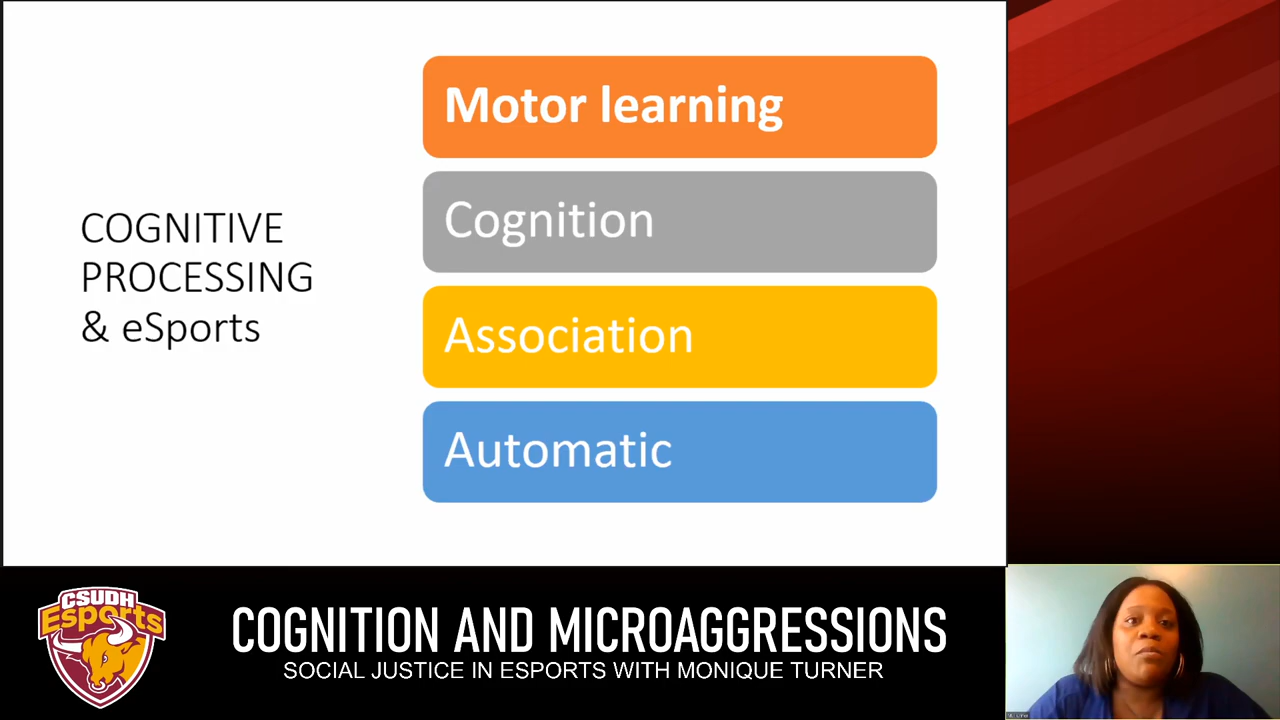 COGNITIVE
PROCESSING
& eSports
Motor learning
Cognition
Association
Automatic
CSUDH
Esports
COGNITION AND MICROAGGRESSIONS
SOCIAL JUSTICE IN ESPORTS WITH MONIQUE TURNER